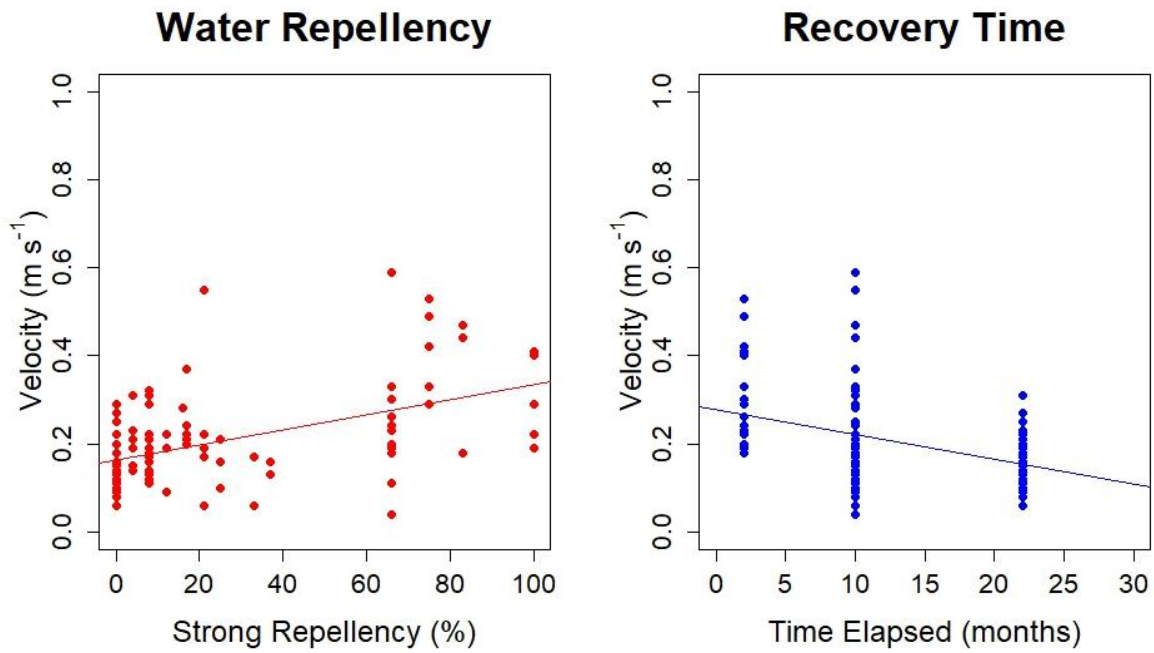 Water Repellency
Velocity (m s⁻¹)
0.0 0.2 0.4 0.6 0.8 1.0
0 20 40 60 80 100
Strong Repellency (%)
Recovery Time
Velocity (m s⁻¹)
0.0 0.2 0.4 0.6 0.8 1.0
0 5 10 15 20 25 30
Time Elapsed (months)